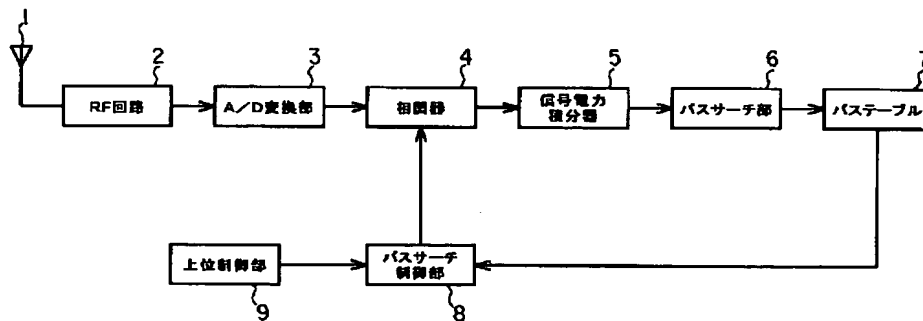 1
2
3
4
5
6
7
RF回路
A/D変換部
相関器
信号電力
積分器
パスサーチ部
パステーブル
上位制御部
パスサーチ
制御部
9
8